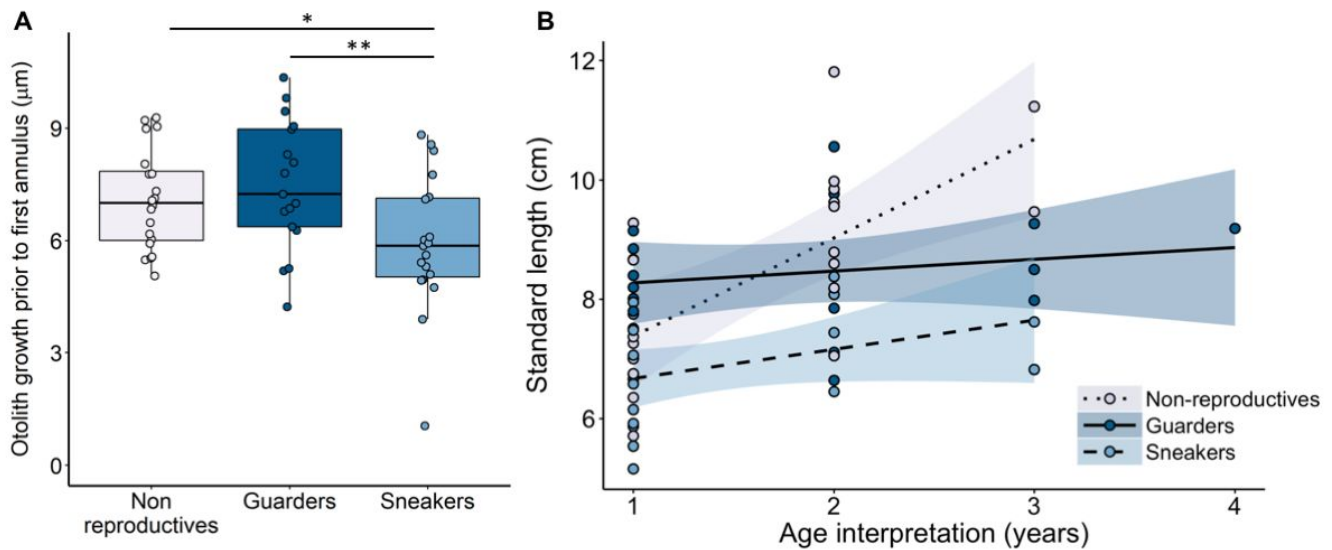 A
*
**
Otolith growth prior to first annulus (μm)
9
6
3
0
Non
reproductives
Guarders
Sneakers
B
Standard length (cm)
12
10
8
6
1
2
3
4
Age interpretation (years)
Non-reproductives
Guarders
Sneakers